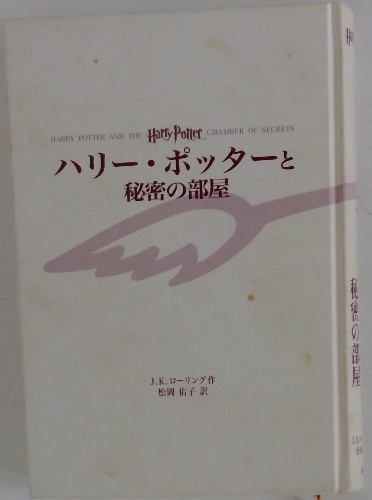 HARRY POTTER AND THE Harry Potter CHAMBER OF SECRETS
ハリー・ポッターと
秘密の部屋
J.K.ローリング作
松岡 佑子 訳
秘密の部屋